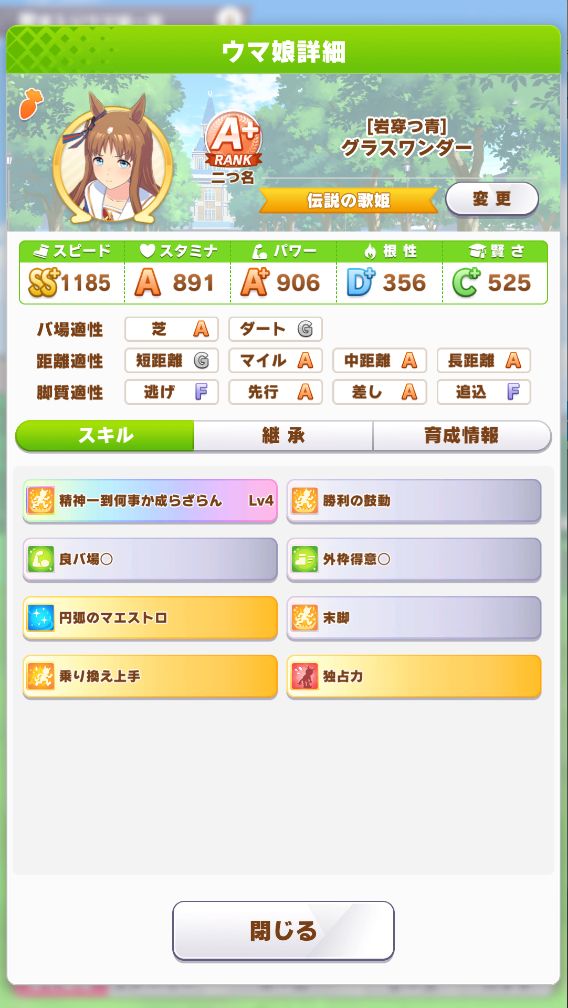 ウマ娘詳細
A+
RANK
二つ名
[岩穿つ青]
グラスワンダー
伝説の歌姫
変更
スピード スタミナ パワー 根性 賢さ
SS+ 1185 A 891 A+ 906 D+ 356 C+ 525
バ場適性 芝 A ダート G
距離適性 短距離 G マイル A 中距離 A 長距離 A
脚質適性 逃げ F 先行 A 差し A 追込 F
スキル 継承 育成情報
精神一到何事か成らざらん Lv4 勝利の鼓動
良バ場○ 外枠得意○
円弧のマエストロ 末脚
乗り換え上手 独占力
閉じる